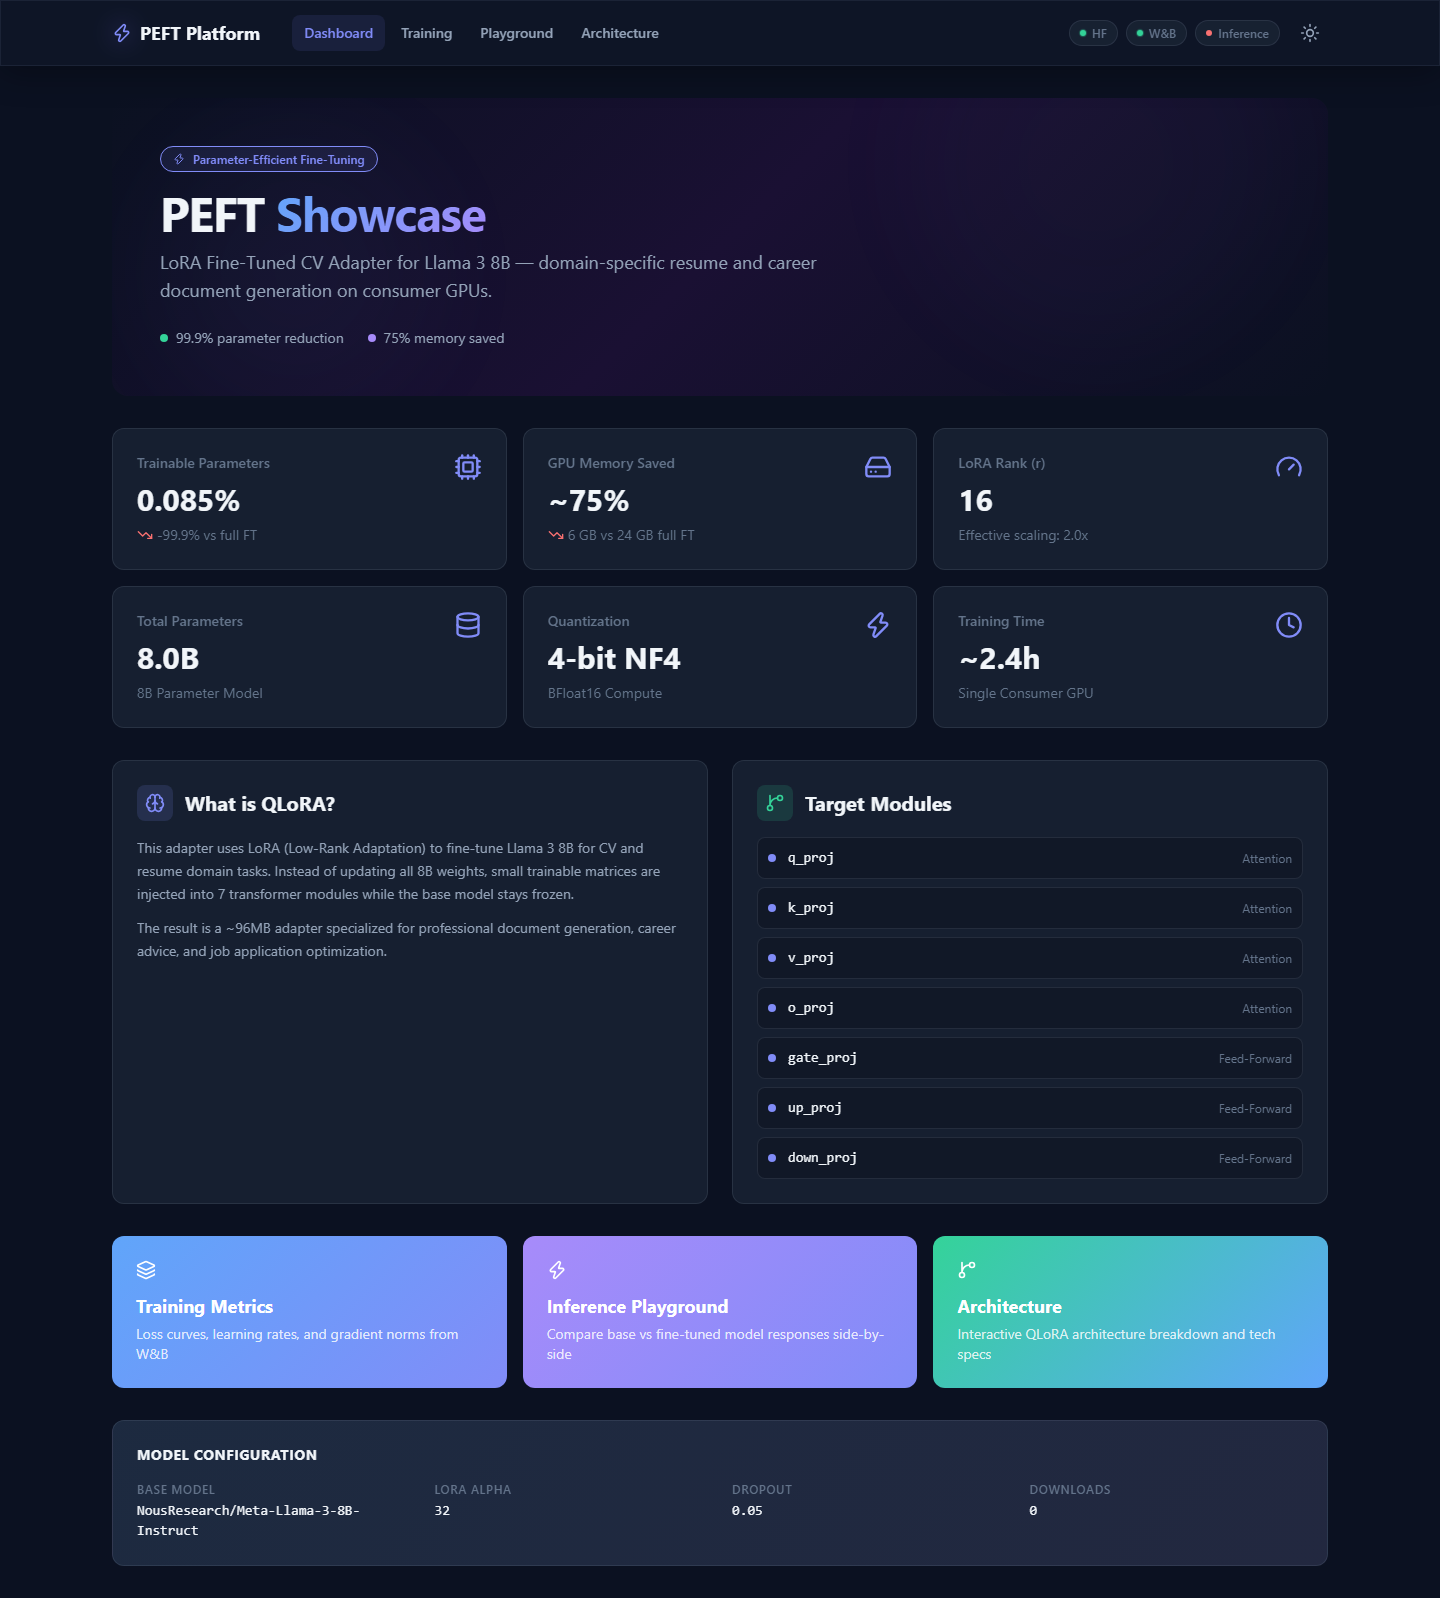 PEFT Platform
Dashboard
Training
Playground
Architecture
HF
W&B
Inference
Parameter-Efficient Fine-Tuning
PEFT Showcase
LoRA Fine-Tuned CV Adapter for Llama 3 8B — domain-specific resume and career
document generation on consumer GPUs.
99.9% parameter reduction
75% memory saved
Trainable Parameters
0.085%
-99.9% vs full FT
GPU Memory Saved
~75%
6 GB vs 24 GB full FT
LoRA Rank (r)
16
Effective scaling: 2.0x
Total Parameters
8.0B
8B Parameter Model
Quantization
4-bit NF4
BFloat16 Compute
Training Time
~2.4h
Single Consumer GPU
What is QLoRA?
This adapter uses LoRA (Low-Rank Adaptation) to fine-tune Llama 3 8B for CV and
resume domain tasks. Instead of updating all 8B weights, small trainable matrices are
injected into 7 transformer modules while the base model stays frozen.
The result is a ~96MB adapter specialized for professional document generation, career
advice, and job application optimization.
Target Modules
q_proj
Attention
k_proj
Attention
v_proj
Attention
o_proj
Attention
gate_proj
Feed-Forward
up_proj
Feed-Forward
down_proj
Feed-Forward
Training Metrics
Loss curves, learning rates, and gradient norms from
W&B
Inference Playground
Compare base vs fine-tuned model responses side-by-
side
Architecture
Interactive QLoRA architecture breakdown and tech
specs
MODEL CONFIGURATION
BASE MODEL
NousResearch/Meta-Llama-3-8B-
Instruct
LORA ALPHA
32
DROPOUT
0.05
DOWNLOADS
0